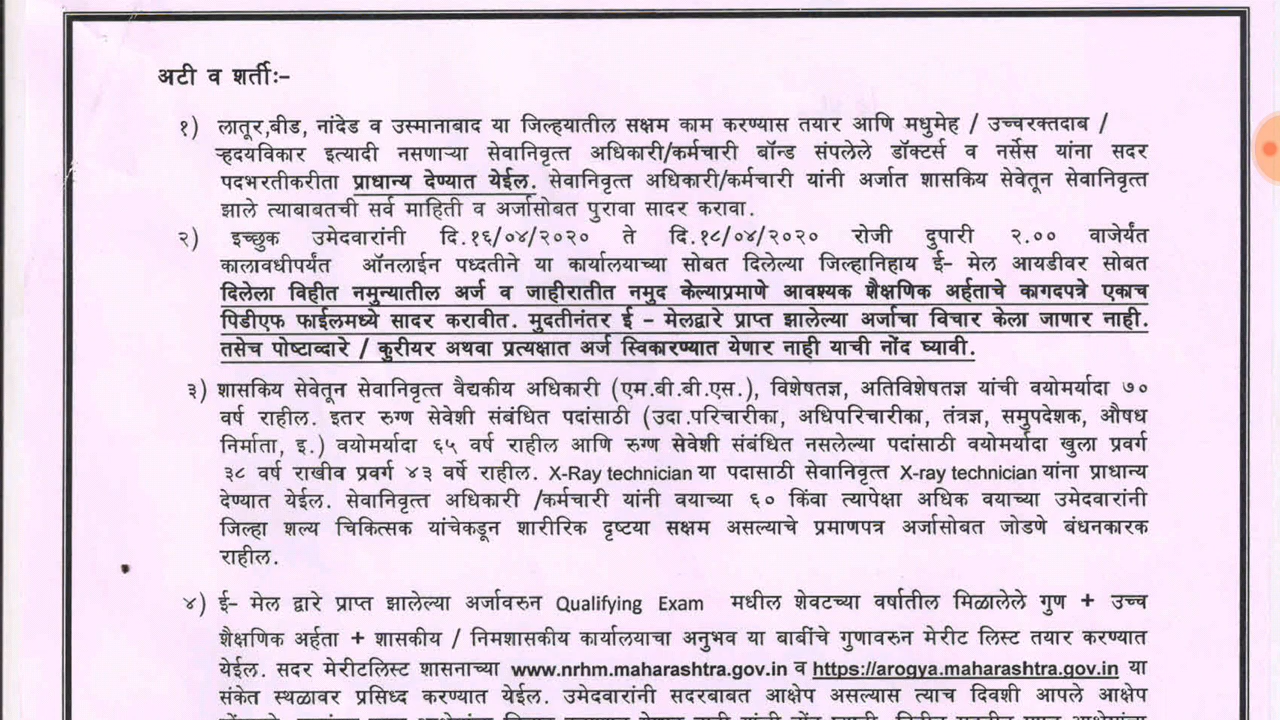 अटी व शर्तीः-
१) लातूर,बीड, नांदेड व उस्मानाबाद या जिल्हयातील सक्षम काम करण्यास तयार आणि मधुमेह / उच्चरक्तदाब /
ऱ्हदयविकार इत्यादी नसणाऱ्या सेवानिवृत्त अधिकारी/कर्मचारी बॉन्ड संपलेले डॉक्टर्स व नर्सेस यांना सदर
पदभरतीकरीता प्राधान्य देण्यात येईल. सेवानिवृत्त अधिकारी/कर्मचारी यांनी अर्जात शासकिय सेवेतून सेवानिवृत्त
झाले त्याबाबतची सर्व माहिती व अर्जासोबत पुरावा सादर करावा.
२) इच्छुक उमेदवारांनी दि.१६/०४/२०२० ते दि.१८/०४/२०२० रोजी दुपारी २.०० वाजेर्यंत
कालावधीपर्यंत ऑनलाईन पध्दतीने या कार्यालयाच्या सोबत दिलेल्या जिल्हानिहाय ई- मेल आयडीवर सोबत
दिलेला विहीत नमुन्यातील अर्ज व जाहीरातीत नमुद केल्याप्रमाणे आवश्यक शैक्षणिक अर्हताचे कागदपत्रे एकाच
पिडीएफ फाईलमध्ये सादर करावीत. मुदतीनंतर ई – मेलद्वारे प्राप्त झालेल्या अर्जाचा विचार केला जाणार नाही.
तसेच पोष्टाव्दारे / कुरीयर अथवा प्रत्यक्षात अर्ज स्विकारण्यात येणार नाही याची नोंद घ्यावी.
३) शासकिय सेवेतून सेवानिवृत्त वैद्यकीय अधिकारी (एम.बी.बी.एस.), विशेषतज्ञ, अतिविशेषतज्ञ यांची वयोमर्यादा ७०
वर्ष राहील. इतर रुग्ण सेवेशी संबंधित पदांसाठी (उदा.परिचारीका, अधिपरिचारीका, तंत्रज्ञ, समुपदेशक, औषध
निर्माता, इ.) वयोमर्यादा ६५ वर्ष राहील आणि रुग्ण सेवेशी संबंधित नसलेल्या पदांसाठी वयोमर्यादा खुला प्रवर्ग
३८ वर्ष राखीव प्रवर्ग ४३ वर्षे राहील. X-Ray technician या पदासाठी सेवानिवृत्त X-ray technician यांना प्राधान्य
देण्यात येईल. सेवानिवृत्त अधिकारी /कर्मचारी यांनी वयाच्या ६० किंवा त्यापेक्षा अधिक वयाच्या उमेदवारांनी
जिल्हा शल्य चिकित्सक यांचेकडून शारीरिक दृष्टया सक्षम असल्याचे प्रमाणपत्र अर्जासोबत जोडणे बंधनकारक
राहील.
४) ई- मेल द्वारे प्राप्त झालेल्या अर्जावरुन Qualifying Exam मधील शेवटच्या वर्षातील मिळालेले गुण + उच्च
शैक्षणिक अर्हता + शासकीय / निमशासकीय कार्यालयाचा अनुभव या बाबींचे गुणावरुन मेरीट लिस्ट तयार करण्यात
येईल. सदर मेरीटलिस्ट शासनाच्या www.nrhm.maharashtra.gov.in व https://arogya.maharashtra.gov.in या
संकेत स्थळावर प्रसिध्द करण्यात येईल. उमेदवारांनी सदरबाबत आक्षेप असल्यास त्याच दिवशी आपले आक्षेप